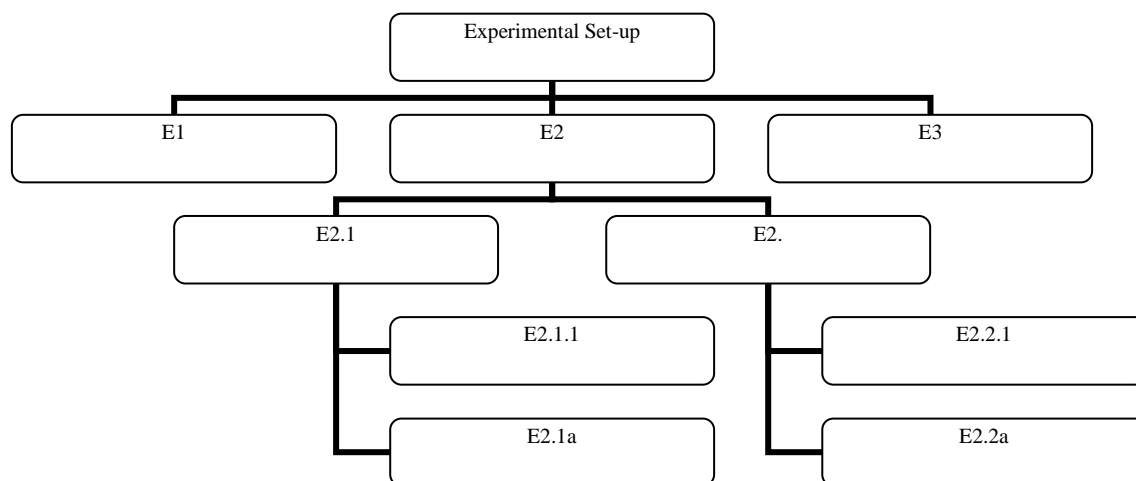 Experimental Set-up
E1
E2
E3
E2.1
E2.
E2.1.1
E2.2.1
E2.1a
E2.2a